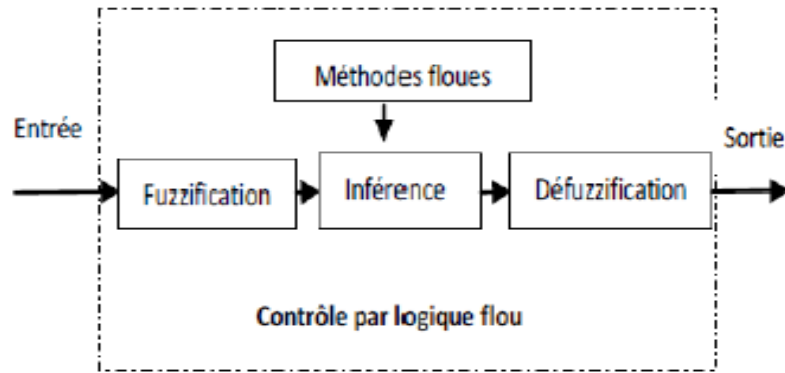 Méthodes floues
Entrée
Sortie
Fuzzification
Inférence
Défuzzification
Contrôle par logique flou